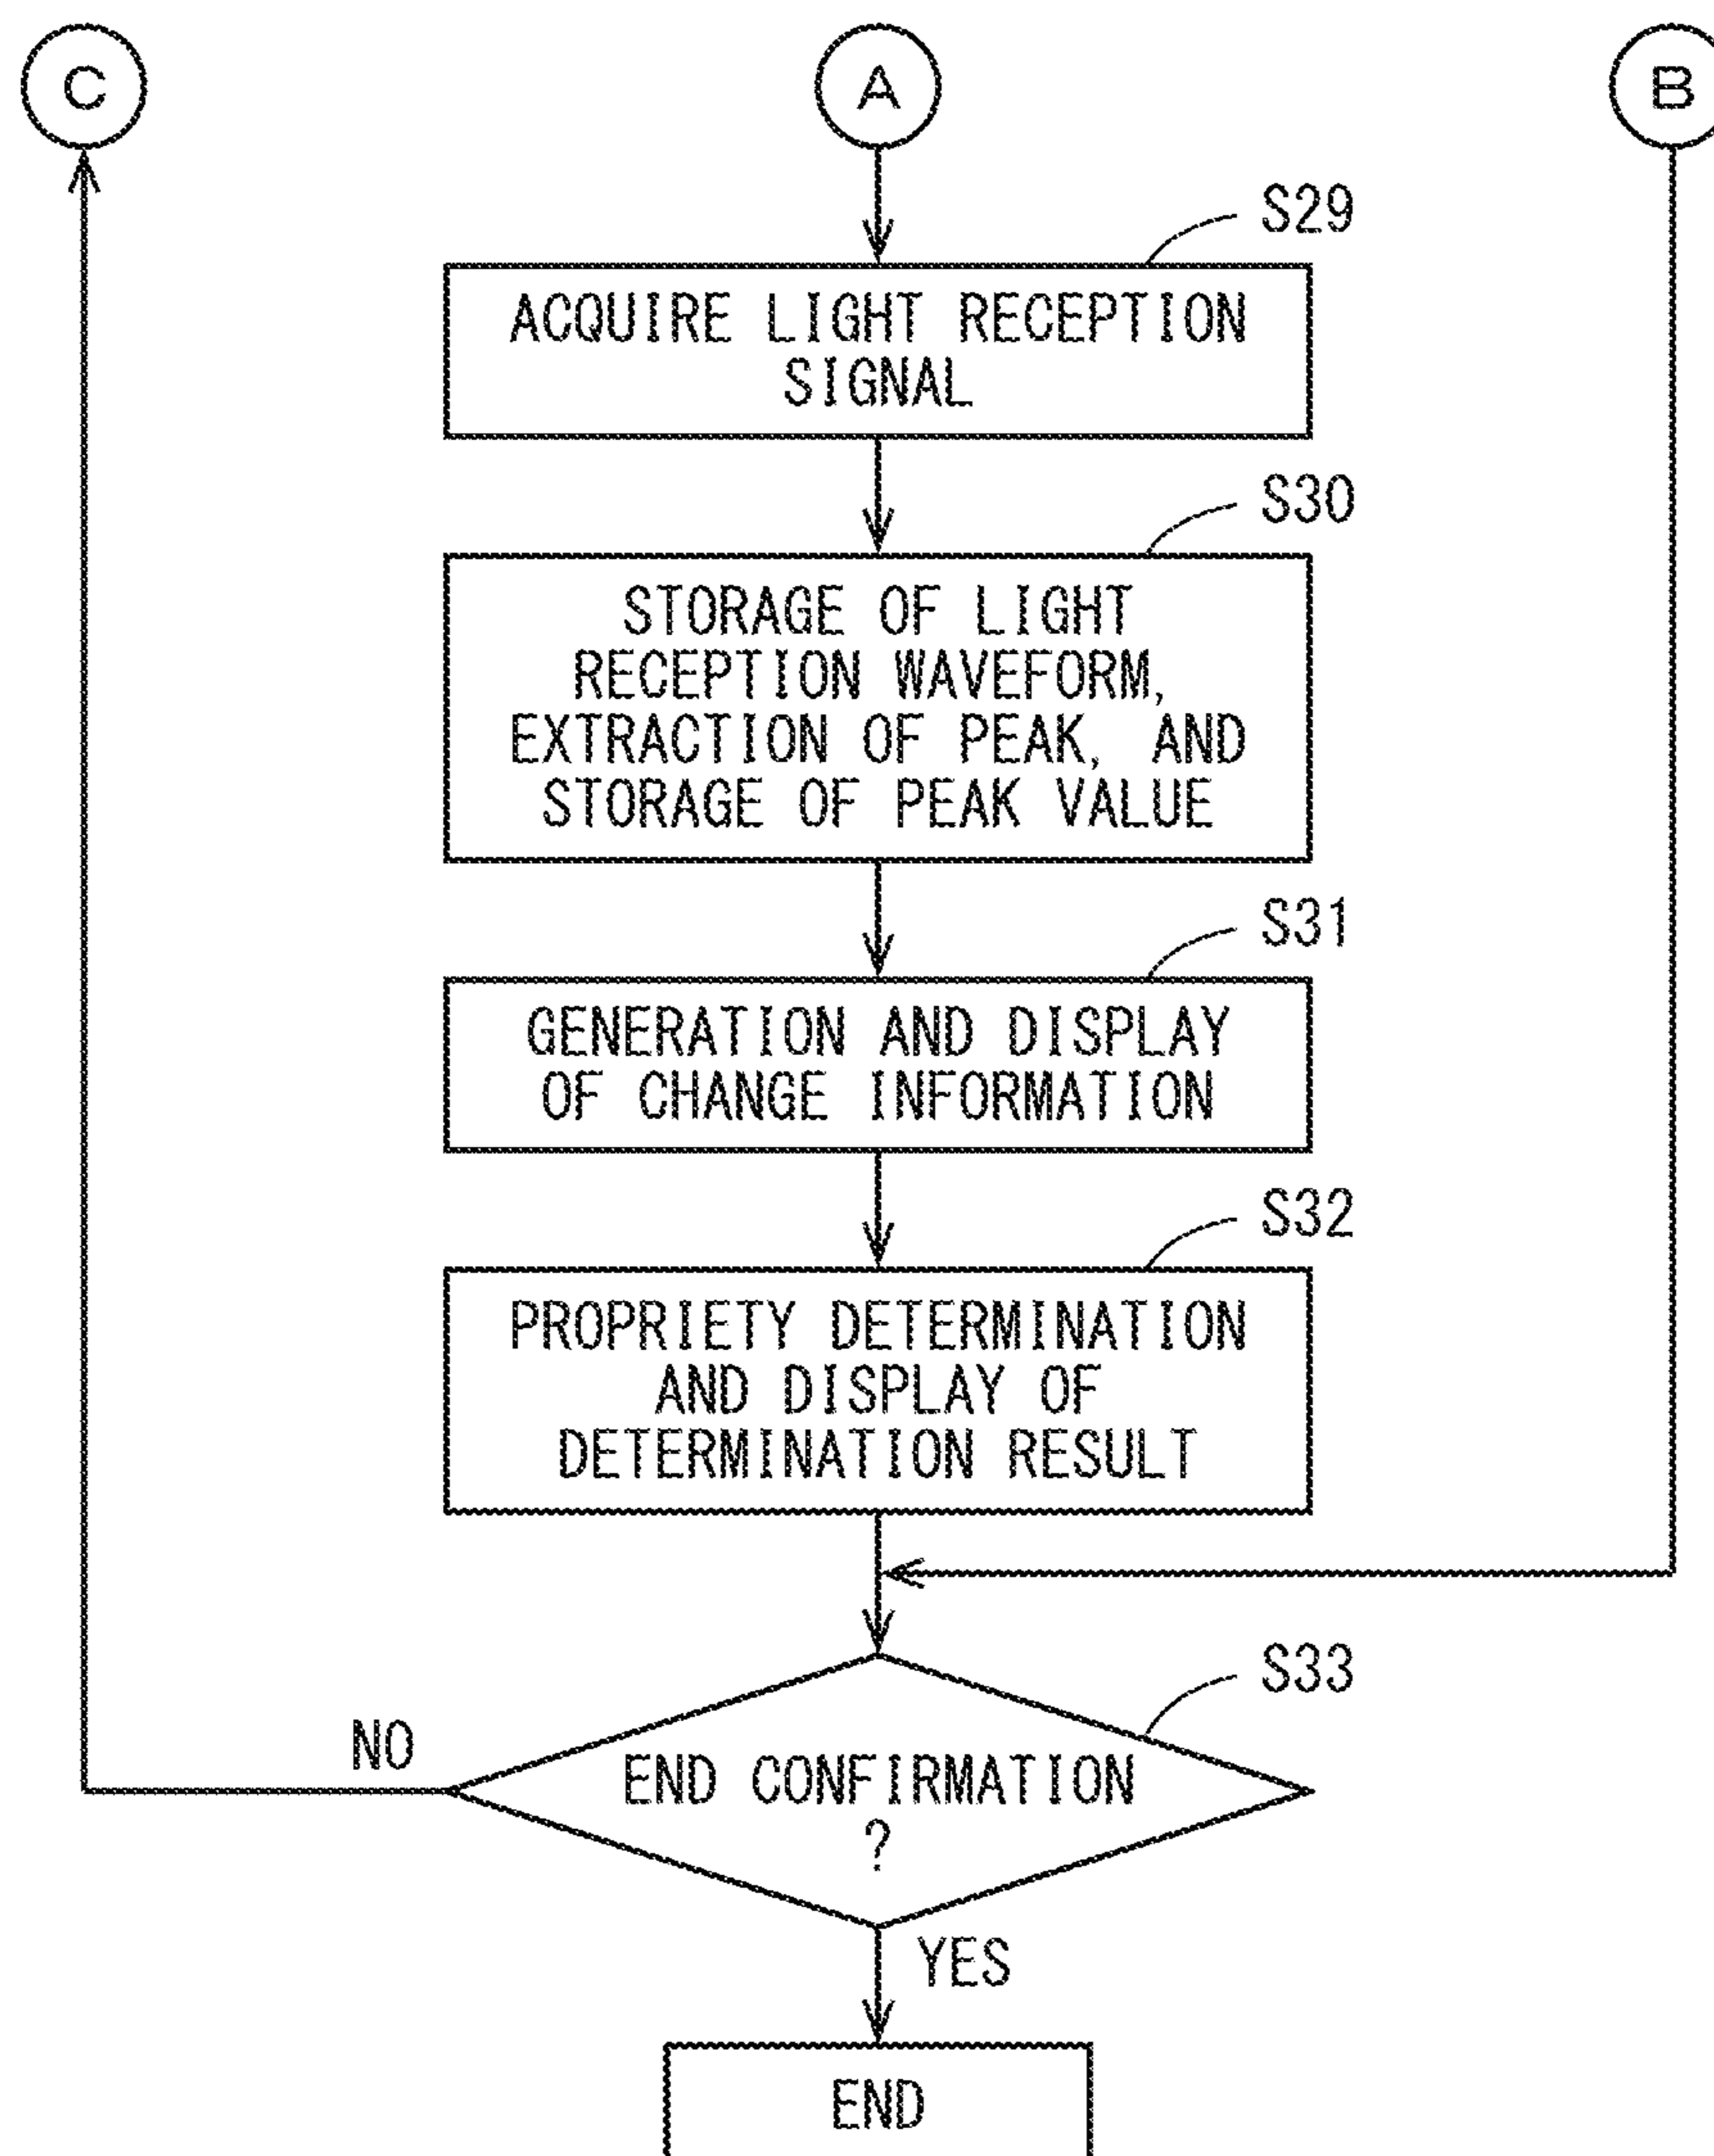 C
A
B
S29
ACQUIRE LIGHT RECEPTION
SIGNAL
S30
STORAGE OF LIGHT
RECEPTION WAVEFORM,
EXTRACTION OF PEAK, AND
STORAGE OF PEAK VALUE
S31
GENERATION AND DISPLAY
OF CHANGE INFORMATION
S32
PROPRIETY DETERMINATION
AND DISPLAY OF
DETERMINATION RESULT
S33
NO
END CONFIRMATION
?
YES
END